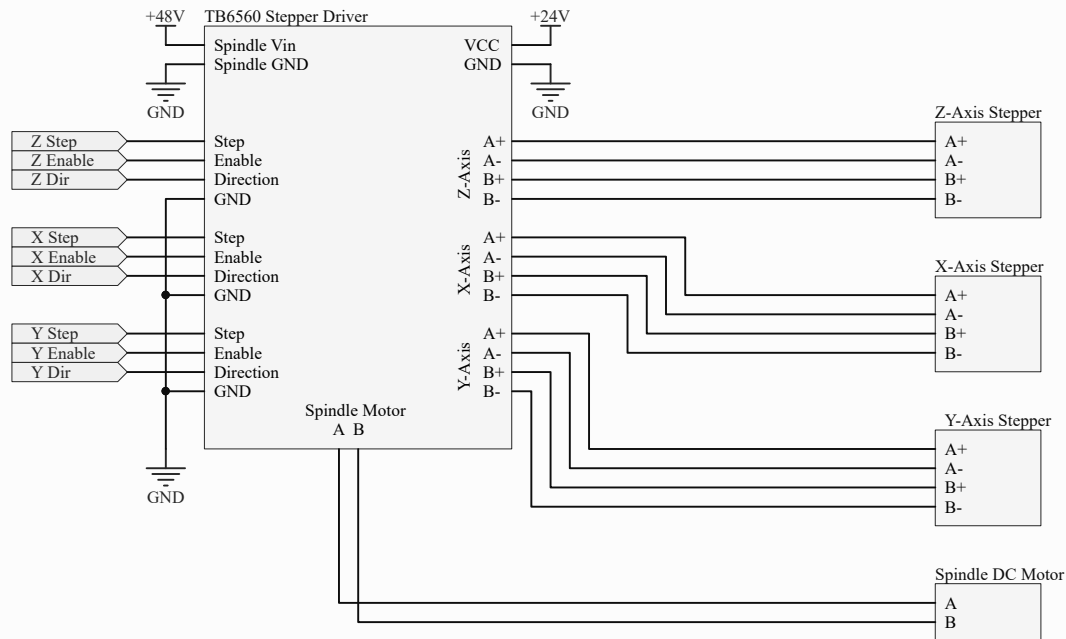 +48V
TB6560 Stepper Driver
+24V
Spindle Vin
VCC
Spindle GND
GND
GND
GND
Z-Axis Stepper
Z Step
Step
A+
A+
Z Enable
Enable
A-
A-
Z Dir
Direction
B+
B+
GND
B-
B-
Z-Axis
X Step
Step
A+
X Enable
Enable
A-
X Dir
Direction
B+
GND
B-
X-Axis
X-Axis Stepper
A+
A-
B+
B-
Y Step
Step
A+
Y Enable
Enable
A-
Y Dir
Direction
B+
GND
B-
Y-Axis
Spindle Motor
A B
Y-Axis Stepper
A+
A-
B+
B-
GND
Spindle DC Motor
A
B